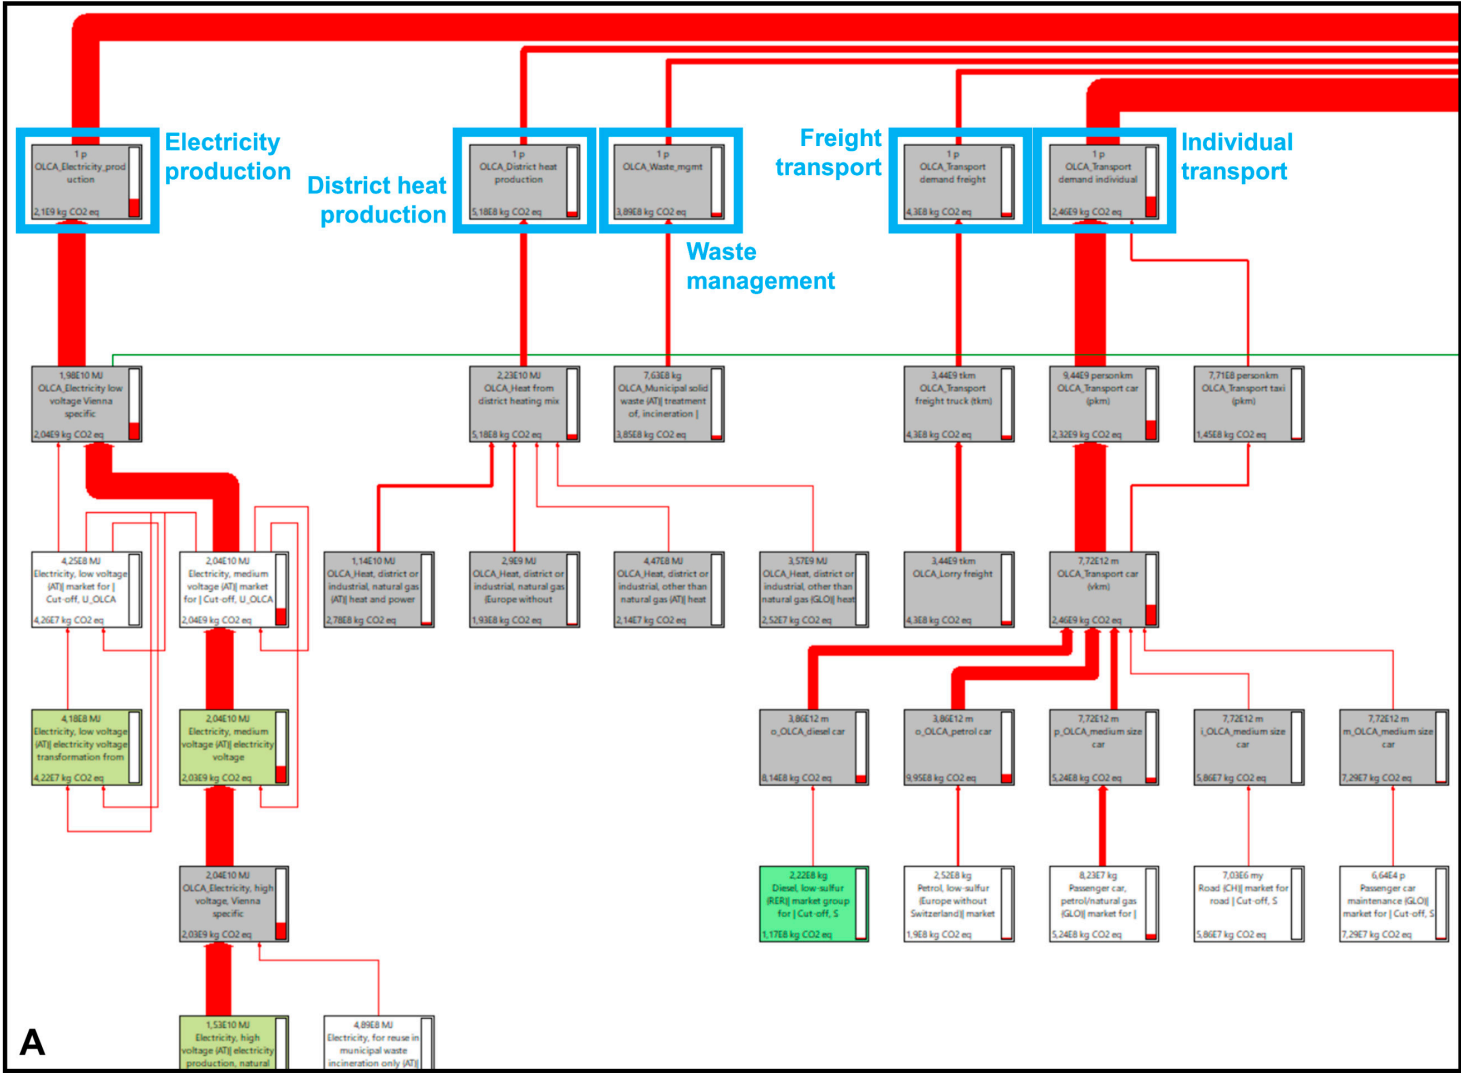 Electricity
production
District heat
production
Waste
management
Freight
transport
Individual
transport
1 p
OLCA_Electricity_prod
uction
2,1E9 kg CO2 eq
1 p
OLCA_District heat
production
5,18E8 kg CO2 eq
1 p
OLCA_Waste_mgmt
3,89E8 kg CO2 eq
1 p
OLCA_Transport
demand freight
4,3E8 kg CO2 eq
1 p
OLCA_Transport
demand individual
2,46E9 kg CO2 eq
1,98E10 MJ
OLCA_Electricity low
voltage Vienna
specific
2,04E9 kg CO2 eq
2,23E10 MJ
OLCA_Heat from
district heating mix
5,18E8 kg CO2 eq
7,63E8 kg
OLCA_Municipal solid
waste (AT)| treatment
of, incineration |
3,85E8 kg CO2 eq
3,44E9 tkm
OLCA_Transport
freight truck (tkm)
4,3E8 kg CO2 eq
9,44E9 personkm
OLCA_Transport car
(pkm)
2,32E9 kg CO2 eq
7,71E8 personkm
OLCA_Transport taxi
(pkm)
1,45E8 kg CO2 eq
4,25E8 MJ
Electricity, low voltage
(AT)| market for |
Cut-off, U_OLCA
4,26E7 kg CO2 eq
2,04E10 MJ
Electricity, medium
voltage (AT)| market
for | Cut-off, U_OLCA
2,04E9 kg CO2 eq
1,14E10 MJ
OLCA_Heat, district or
industrial, natural gas
(AT)| heat and power
2,78E8 kg CO2 eq
2,9E9 MJ
OLCA_Heat, district or
industrial, natural gas
(Europe without
1,93E8 kg CO2 eq
4,47E8 MJ
OLCA_Heat, district or
industrial, other than
natural gas (AT)| heat
2,14E7 kg CO2 eq
3,57E9 MJ
OLCA_Heat, district or
industrial, other than
natural gas (GLO)| heat
2,52E7 kg CO2 eq
3,44E9 tkm
OLCA_Lorry freight
4,3E8 kg CO2 eq
7,72E12 m
OLCA_Transport car
(vkm)
2,46E9 kg CO2 eq
4,18E8 MJ
Electricity, low voltage
(AT)| electricity voltage
transformation from
4,22E7 kg CO2 eq
2,04E10 MJ
Electricity, medium
voltage (AT)| electricity
voltage
2,03E9 kg CO2 eq
3,86E12 m
o_OLCA_diesel car
8,14E8 kg CO2 eq
3,86E12 m
o_OLCA_petrol car
9,95E8 kg CO2 eq
7,72E12 m
p_OLCA_medium size
car
5,24E8 kg CO2 eq
7,72E12 m
i_OLCA_medium size
car
5,86E7 kg CO2 eq
7,72E12 m
m_OLCA_medium size
car
7,29E7 kg CO2 eq
2,04E10 MJ
OLCA_Electricity, high
voltage, Vienna
specific
2,03E9 kg CO2 eq
2,22E8 kg
Diesel, low-sulfur
(RER)| market group
for | Cut-off, S
1,17E8 kg CO2 eq
2,52E8 kg
Petrol, low-sulfur
(Europe without
Switzerland)| market
1,9E8 kg CO2 eq
8,23E7 kg
Passenger car,
petrol/natural gas
(GLO)| market for |
5,24E8 kg CO2 eq
7,03E6 my
Road (CH)| market for
road | Cut-off, S
5,86E7 kg CO2 eq
6,64E4 p
Passenger car
maintenance (GLO)|
market for | Cut-off, S
7,29E7 kg CO2 eq
1,53E10 MJ
Electricity, high
voltage (AT)| electricity
production, natural
4,89E8 MJ
Electricity, for reuse in
municipal waste
incineration only (AT)|
A